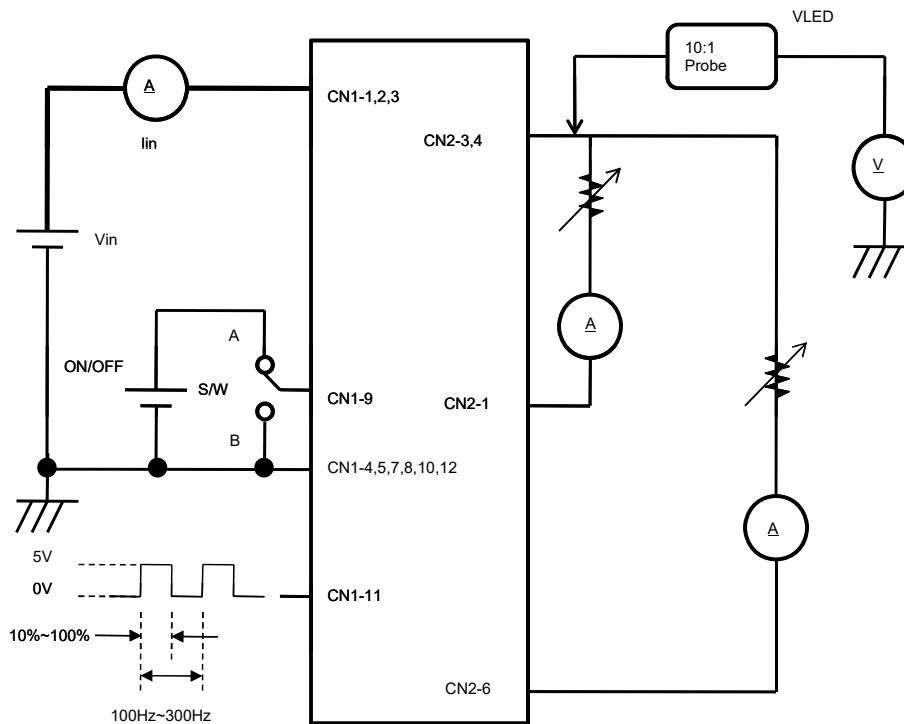 VLED
10:1
Probe
A
Iin
CN1-1,2,3
CN2-3,4
V
Vin
A
A
ON/OFF
S/W
CN1-9
CN2-1
B
CN1-4,5,7,8,10,12
A
5V
0V
CN1-11
10%~100%
CN2-6
100Hz~300Hz